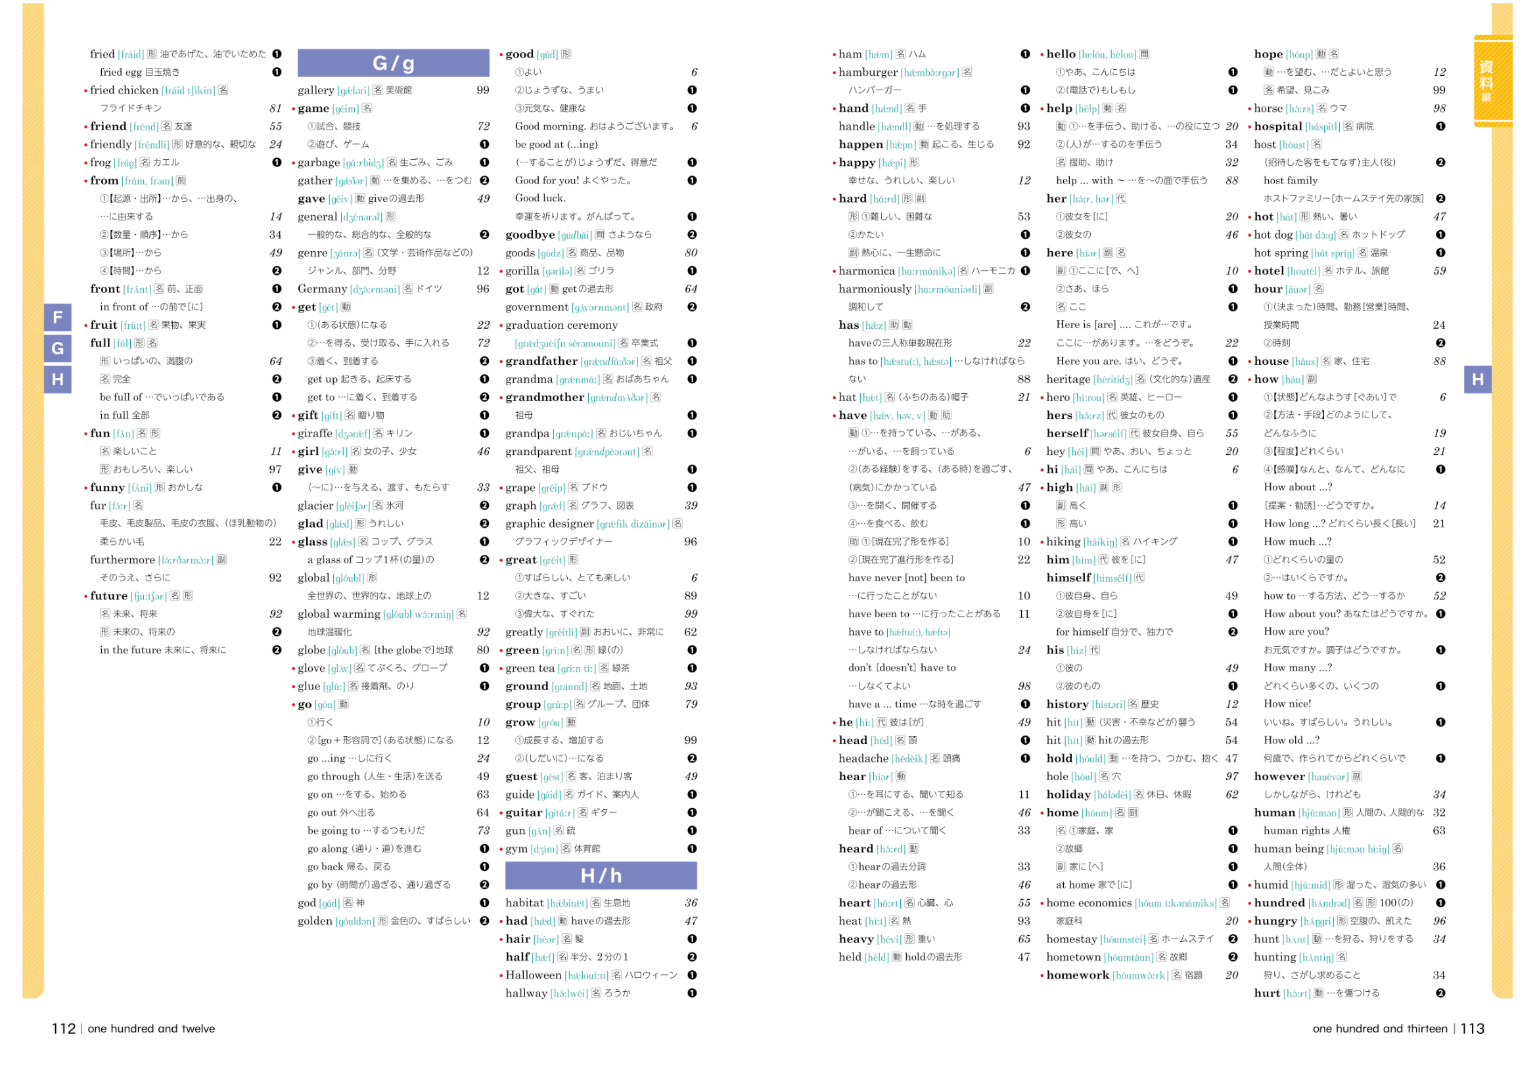 fried [fráid] 形 油であげた、油でいためた ❶
fried egg 目玉焼き ❶
• fried chicken [fráid tʃíkin] 名
フライドチキン 81
• friend [frénd] 名 友達 55
• friendly [fréndli] 形 好意的な、親切な 24
• frog [frág] 名 カエル ❶
• from [frám, frəm] 前
①【起源・出所】…から、…出身の、
…に由来する 14
②【数量・順序】…から 34
③【場所】…から 49
④【時間】…から ❷
front [frʌ́nt] 名 前、正面 ❶
in front of …の前で[に] ❷
• fruit [frúːt] 名 果物、果実 ❶
full [fúl] 形 名
形 いっぱいの、満腹の 64
名 完全 ❷
be full of …でいっぱいである ❶
in full 全部 ❷
• fun [fʌ́n] 名 形
名 楽しいこと 11
形 おもしろい、楽しい 97
• funny [fʌ́ni] 形 おかしな ❶
fur [fə́ːr] 名
毛皮、毛皮製品、毛皮の衣服、(ほ乳動物の)
柔らかい毛 22
furthermore [fə́ːrðərmɔ̀ːr] 副
そのうえ、さらに 92
• future [fjúːtʃər] 名 形
名 未来、将来 92
形 未来の、将来の ❷
in the future 未来に、将来に ❷
G/g
gallery [gǽləri] 名 美術館 99
• game [géim] 名
①試合、競技 72
②遊び、ゲーム ❶
• garbage [gáːrbidʒ] 名 生ごみ、ごみ ❶
gather [gǽðər] 動 …を集める、…をつむ ❷
gave [géiv] 動 giveの過去形 49
general [dʒénərəl] 形
一般的な、総合的な、全般的な ❷
genre [ʒáːnrə] 名 (文学・芸術作品などの)
ジャンル、部門、分野 12
Germany [dʒə́ːrməni] 名 ドイツ 96
• get [gét] 動
①(ある状態)になる 22
②…を得る、受け取る、手に入れる 72
③着く、到着する ❷
get up 起きる、起床する ❶
get to …に着く、到着する ❷
• gift [gíft] 名 贈り物 ❶
• giraffe [dʒərǽf] 名 キリン ❶
• girl [gə́ːrl] 名 女の子、少女 46
give [gív] 動
(〜に)…を与える、渡す、もたらす 33
glacier [gléiʃər] 名 氷河 ❷
glad [glǽd] 形 うれしい ❷
• glass [glǽs] 名 コップ、グラス ❶
a glass of コップ1杯(の量)の ❷
global [glóubl] 形
全世界の、世界的な、地球上の 12
global warming [glóubl wɔ́ːrmiŋ] 名
地球温暖化 92
globe [glóub] 名 [the globeで]地球 80
• glove [glʌ́v] 名 てぶくろ、グローブ ❶
• glue [glúː] 名 接着剤、のり ❶
• go [góu] 動
①行く 10
②[go＋形容詞で](ある状態)になる 12
go ...ing …しに行く 24
go through (人生・生活)を送る 49
go on …をする、始める 63
go out 外へ出る 64
be going to …するつもりだ 73
go along (通り・道)を進む ❶
go back 帰る、戻る ❶
go by (時間が)過ぎる、通り過ぎる ❷
god [gád] 名 神 ❶
golden [góuldən] 形 金色の、すばらしい ❷
• good [gúd] 形
①よい 6
②じょうずな、うまい ❶
③元気な、健康な ❶
Good morning. おはようございます。 6
be good at (...ing)
(…することが)じょうずだ、得意だ ❶
Good for you! よくやった。 ❶
Good luck.
幸運を祈ります。がんばって。 ❶
goodbye [gudbái] 間 さようなら ❷
goods [gúdz] 名 商品、品物 80
• gorilla [gərílə] 名 ゴリラ ❶
got [gát] 動 getの過去形 64
government [gʌ́vərnmənt] 名 政府 ❷
• graduation ceremony
[græ̀dʒuéiʃn sérəmouni] 名 卒業式 ❶
• grandfather [grǽndfàːðər] 名 祖父 ❶
grandma [grǽnmàː] 名 おばあちゃん ❶
• grandmother [grǽndmʌ̀ðər] 名
祖母 ❶
grandpa [grǽnpàː] 名 おじいちゃん ❶
grandparent [grǽndpèərənt] 名
祖父、祖母 ❶
• grape [gréip] 名 ブドウ ❶
graph [grǽf] 名 グラフ、図表 39
graphic designer [grǽfik dizáinər] 名
グラフィックデザイナー 96
• great [gréit] 形
①すばらしい、とても楽しい 6
②大きな、すごい 89
③偉大な、すぐれた 99
greatly [gréitli] 副 おおいに、非常に 62
• green [gríːn] 名 形 緑(の) ❶
• green tea [gríːn tíː] 名 緑茶 ❶
ground [gráund] 名 地面、土地 93
group [grúːp] 名 グループ、団体 79
grow [gróu] 動
①成長する、増加する 99
②(しだいに)…になる ❷
guest [gést] 名 客、泊まり客 49
guide [gáid] 名 ガイド、案内人 ❶
• guitar [gitáːr] 名 ギター ❶
gun [gʌ́n] 名 銃 ❶
• gym [dʒím] 名 体育館 ❶
H/h
habitat [hǽbitæt] 名 生息地 36
• had [hǽd] 動 haveの過去形 47
• hair [héər] 名 髪 ❶
half [hǽf] 名 半分、2分の1 ❷
• Halloween [hæ̀louíːn] 名 ハロウィーン ❶
hallway [hɔ́ːlwèi] 名 ろうか ❶
F
G
H
112 | one hundred and twelve
• ham [hǽm] 名 ハム ❶
• hamburger [hǽmbə̀ːrgər] 名
ハンバーガー ❶
• hand [hǽnd] 名 手 ❶
handle [hǽndl] 動 …を処理する 93
happen [hǽpn] 動 起こる、生じる 92
• happy [hǽpi] 形
幸せな、うれしい、楽しい 12
• hard [háːrd] 形 副
形 ①難しい、困難な 53
②かたい ❶
副 熱心に、一生懸命に ❶
• harmonica [hɑːrmánikə] 名 ハーモニカ ❶
harmoniously [hɑːrmóuniəsli] 副
調和して ❷
has [hǽz] 助 動
haveの三人称単数現在形 22
has to [hǽstu(ː), hǽstə] …しなければなら
ない 88
• hat [hǽt] 名 (ふちのある)帽子 21
• have [hǽv, həv, v] 動 助
動 ①…を持っている、…がある、
…がいる、…を飼っている 6
②(ある経験)をする、(ある時)を過ごす、
(病気)にかかっている 47
③…を開く、開催する ❶
④…を食べる、飲む ❶
助 ①[現在完了形を作る] 10
②[現在完了進行形を作る] 22
have never [not] been to
…に行ったことがない 10
have been to …に行ったことがある 11
have to [hǽftu(ː), hǽftə]
…しなければならない 24
don't [doesn't] have to
…しなくてよい 98
have a ... time …な時を過ごす ❶
• he [híː] 代 彼は[が] 49
• head [héd] 名 頭 ❶
headache [hédèik] 名 頭痛 ❶
hear [híər] 動
①…を耳にする、聞いて知る 11
②…が聞こえる、…を聞く 46
hear of …について聞く 33
heard [hə́ːrd] 動
①hearの過去分詞 33
②hearの過去形 46
heart [háːrt] 名 心臓、心 55
heat [híːt] 名 熱 93
heavy [hévi] 形 重い 65
held [héld] 動 holdの過去形 47
• hello [helóu, hélou] 間
①やあ、こんにちは ❶
②(電話で)もしもし ❶
• help [hélp] 動 名
動 ①…を手伝う、助ける、…の役に立つ 20
②(人が)…するのを手伝う 34
名 援助、助け 32
help ... with 〜 …を〜の面で手伝う 88
her [hə́ːr, hər] 代
①彼女を[に] 20
②彼女の 46
here [híər] 副 名
副 ①ここに[で、へ] 10
②さあ、ほら ❶
名 ここ ❶
Here is [are] .... これが…です。
ここに…があります。…をどうぞ。 22
Here you are. はい、どうぞ。 ❶
heritage [héritidʒ] 名 (文化的な)遺産 ❷
• hero [híːrou] 名 英雄、ヒーロー ❶
hers [hə́ːrz] 代 彼女のもの ❶
herself [hərsélf] 代 彼女自身、自ら 55
hey [héi] 間 やあ、おい、ちょっと 20
• hi [hái] 間 やあ、こんにちは 6
• high [hái] 副 形
副 高く ❶
形 高い ❶
• hiking [háikiŋ] 名 ハイキング ❶
him [hím] 代 彼を[に] 47
himself [himsélf] 代
①彼自身、自ら 49
②彼自身を[に] ❶
for himself 自分で、独力で ❷
his [híz] 代
①彼の 49
②彼のもの ❶
history [hístəri] 名 歴史 12
hit [hít] 動 (災害・不幸などが)襲う 54
hit [hít] 動 hitの過去形 54
hold [hóuld] 動 …を持つ、つかむ、抱く 47
hole [hóul] 名 穴 97
holiday [hálədèi] 名 休日、休暇 62
• home [hóum] 名 副
名 ①家庭、家 ❶
②故郷 ❶
副 家に[へ] ❶
at home 家で[に] ❶
• home economics [hóum ìːkənámiks] 名
家庭科 20
homestay [hóumstèi] 名 ホームステイ ❷
hometown [hóumtáun] 名 故郷 ❷
• homework [hóumwə̀ːrk] 名 宿題 20
hope [hóup] 動 名
動 …を望む、…だとよいと思う 12
名 希望、見こみ 99
• horse [hɔ́ːrs] 名 ウマ 98
• hospital [háspitl] 名 病院 ❶
host [hóust] 名
(招待した客をもてなす)主人(役) ❷
host family
ホストファミリー[ホームステイ先の家族] ❷
• hot [hát] 形 熱い、暑い 47
• hot dog [hát dɔ̀ːg] 名 ホットドッグ ❶
hot spring [hát spríŋ] 名 温泉 ❶
• hotel [houtél] 名 ホテル、旅館 59
hour [áuər] 名
①(決まった)時間、勤務[営業]時間、
授業時間 24
②時刻 ❷
• house [háus] 名 家、住宅 88
• how [háu] 副
①【状態】どんなようす[ぐあい]で 6
②【方法・手段】どのようにして、
どんなふうに 19
③【程度】どれくらい 21
④【感嘆】なんと、なんて、どんなに ❶
How about ...?
[提案・勧誘]…どうですか。 14
How long ...? どれくらい長く[長い] 21
How much ...?
①どれくらいの量の 52
②…はいくらですか。 ❷
how to …する方法、どう…するか 52
How about you? あなたはどうですか。 ❶
How are you?
お元気ですか。調子はどうですか。 ❶
How many ...?
どれくらい多くの、いくつの ❶
How nice!
いいね。すばらしい。うれしい。 ❶
How old ...?
何歳で、作られてからどれくらいで ❶
however [hauévər] 副
しかしながら、けれども 34
human [hjúːmən] 形 人間の、人間的な 32
human rights 人権 63
human being [hjúːmən bíːiŋ] 名
人間(全体) 36
• humid [hjúːmid] 形 湿った、湿気の多い ❶
• hundred [hʌ́ndrəd] 名 形 100(の) ❶
• hungry [hʌ́ŋgri] 形 空腹の、飢えた 96
hunt [hʌ́nt] 動 …を狩る、狩りをする 34
hunting [hʌ́ntiŋ] 名
狩り、さがし求めること 34
hurt [hə́ːrt] 動 …を傷つける ❷
資料編
H
one hundred and thirteen | 113